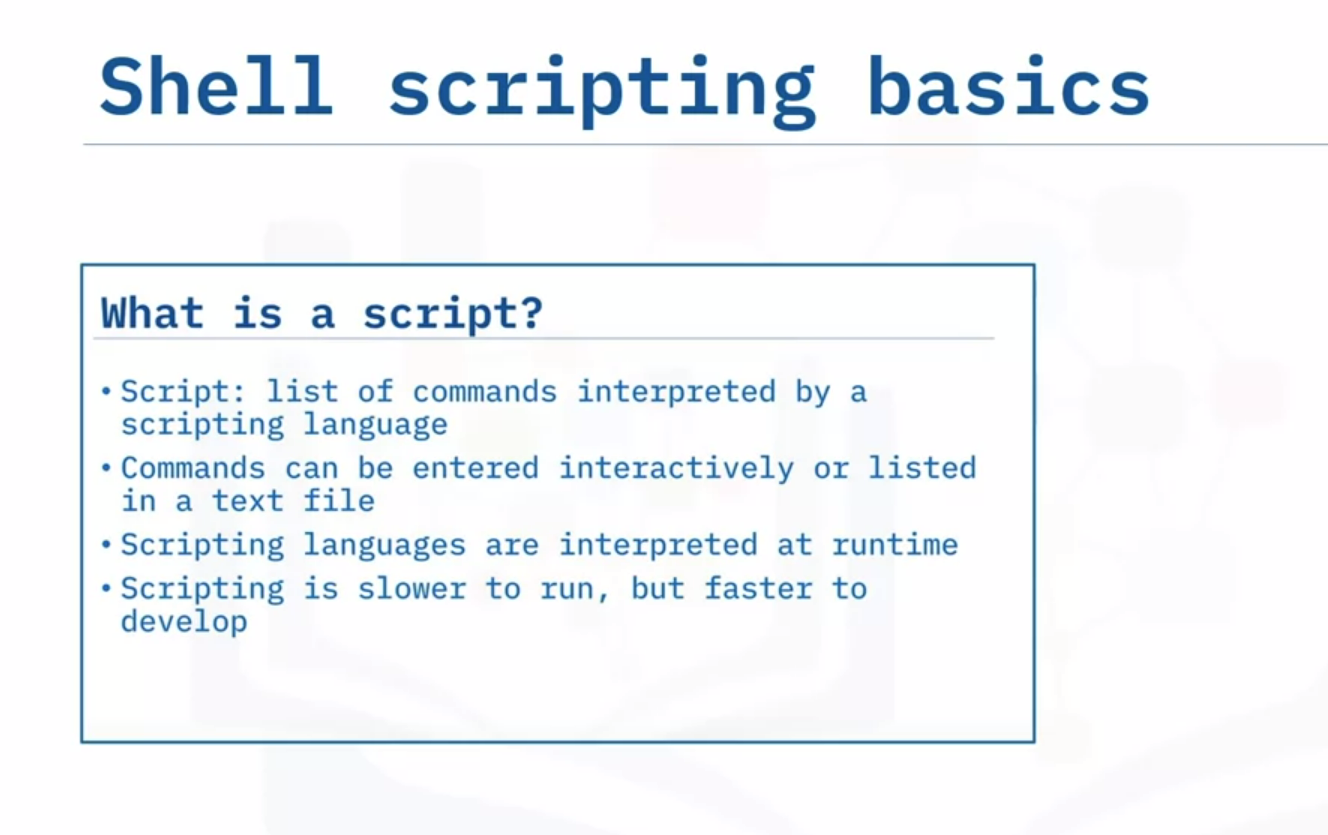 Shell scripting basics
What is a script?
• Script: list of commands interpreted by a
scripting language
• Commands can be entered interactively or listed
in a text file
• Scripting languages are interpreted at runtime
• Scripting is slower to run, but faster to
develop